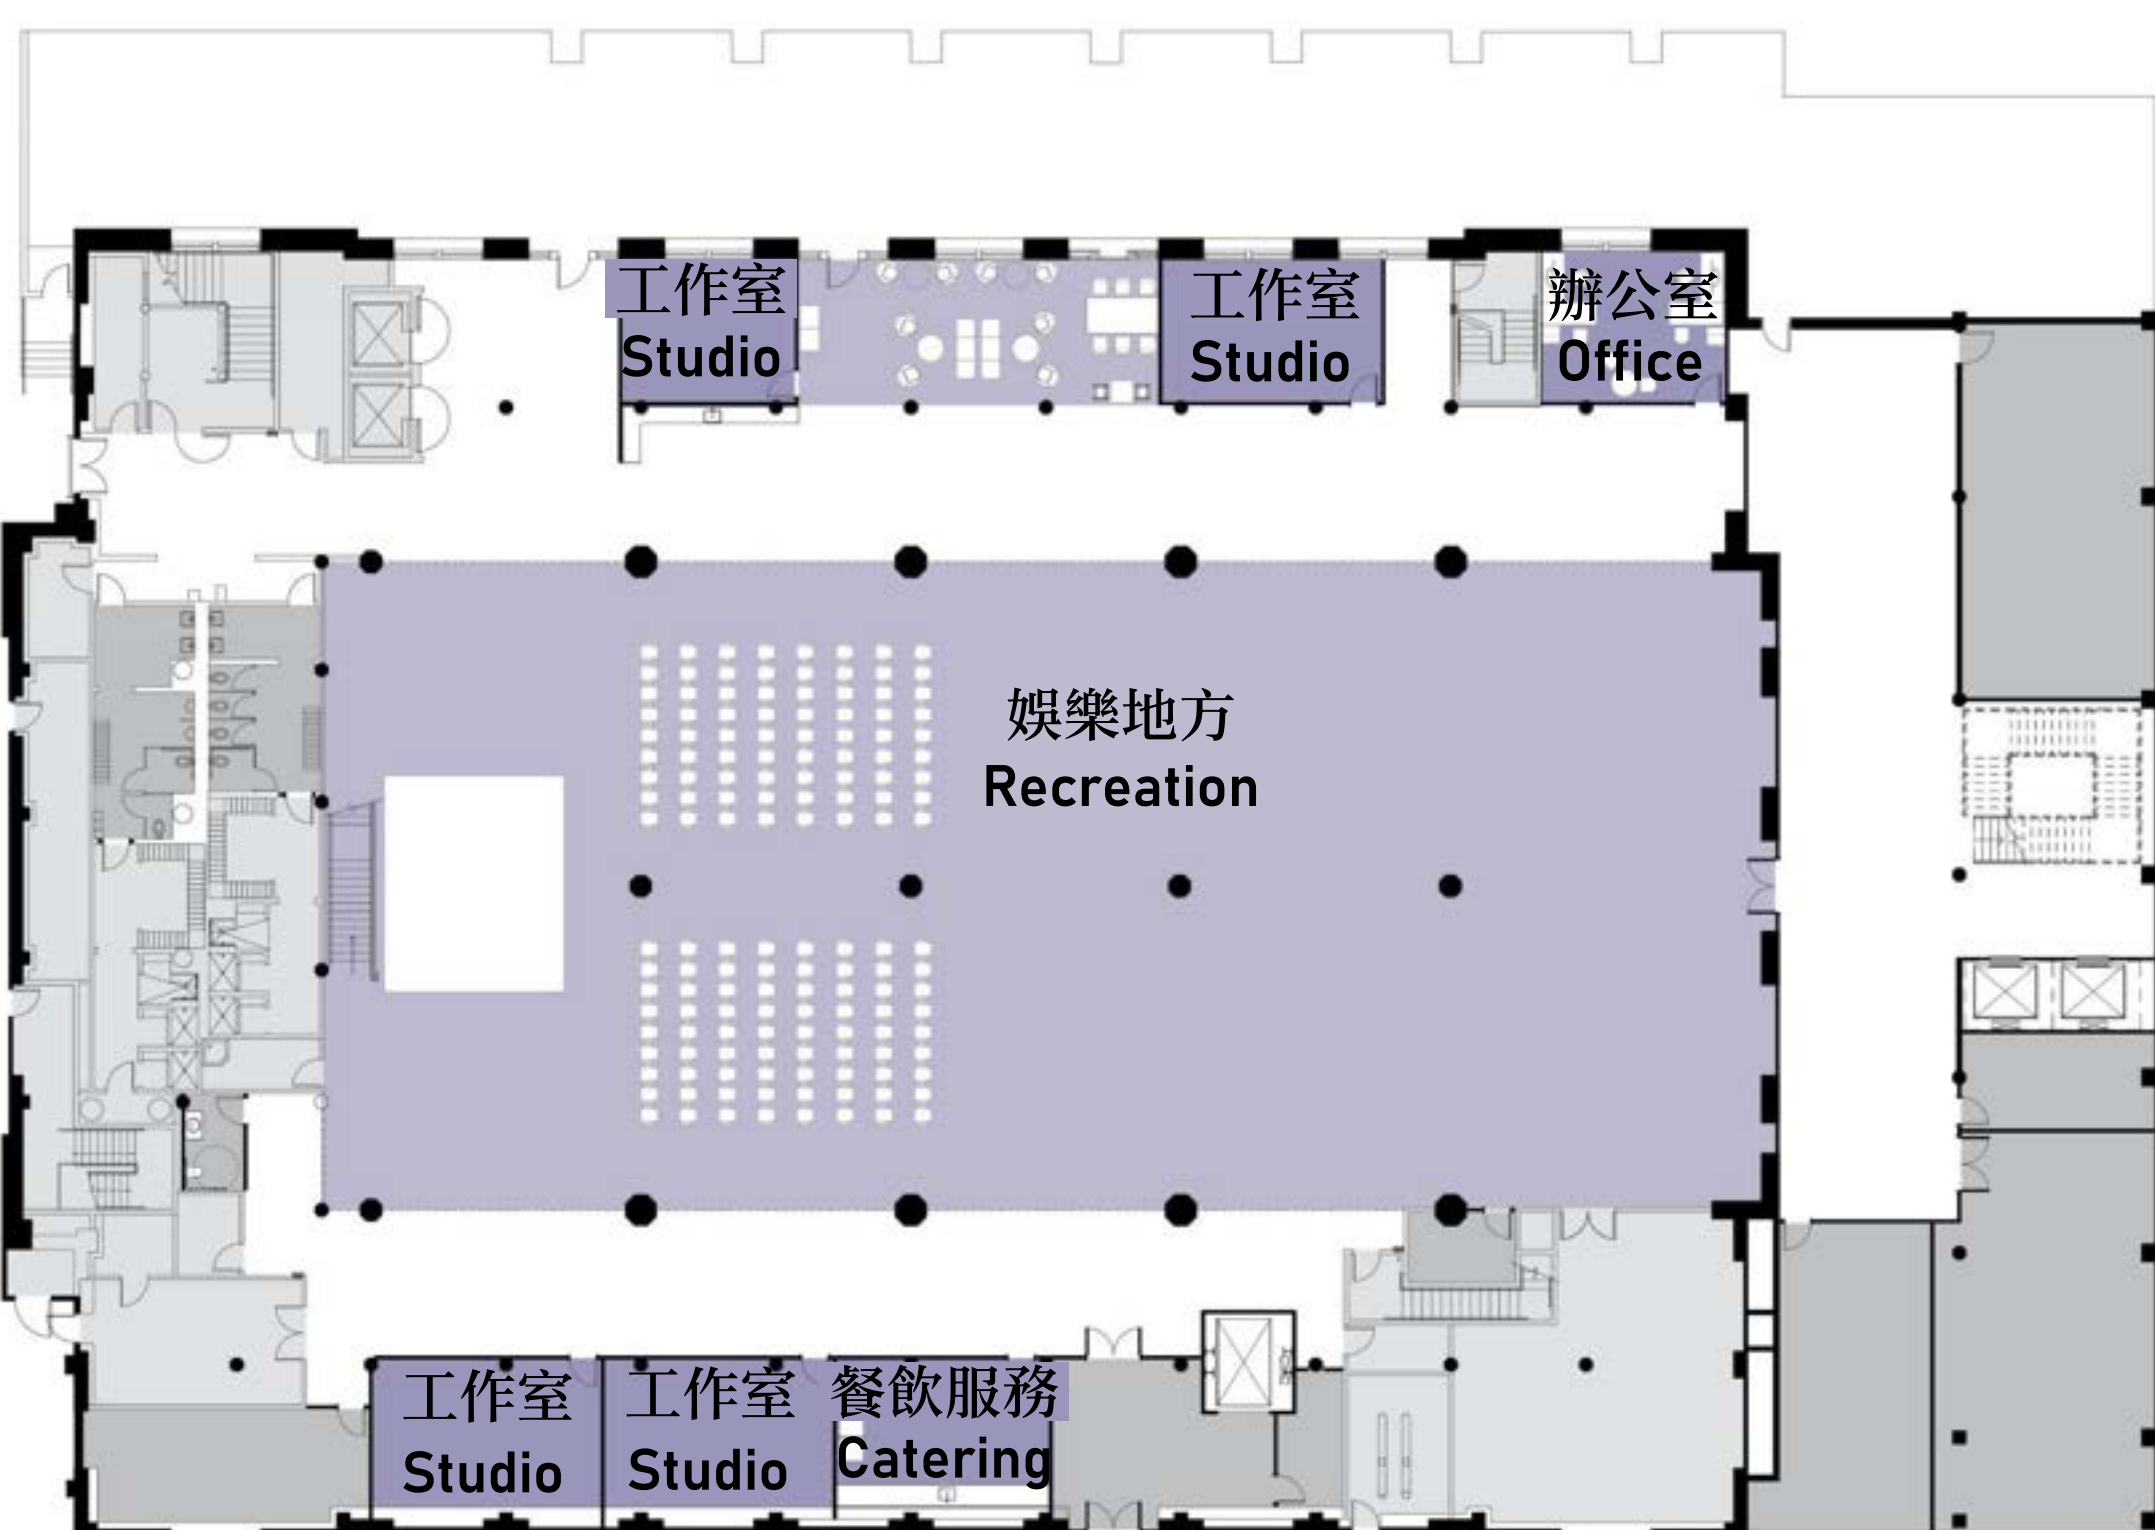 工作室
Studio
工作室
Studio
辦公室
Office
娛樂地方
Recreation
工作室
Studio
工作室
Studio
餐飲服務
Catering